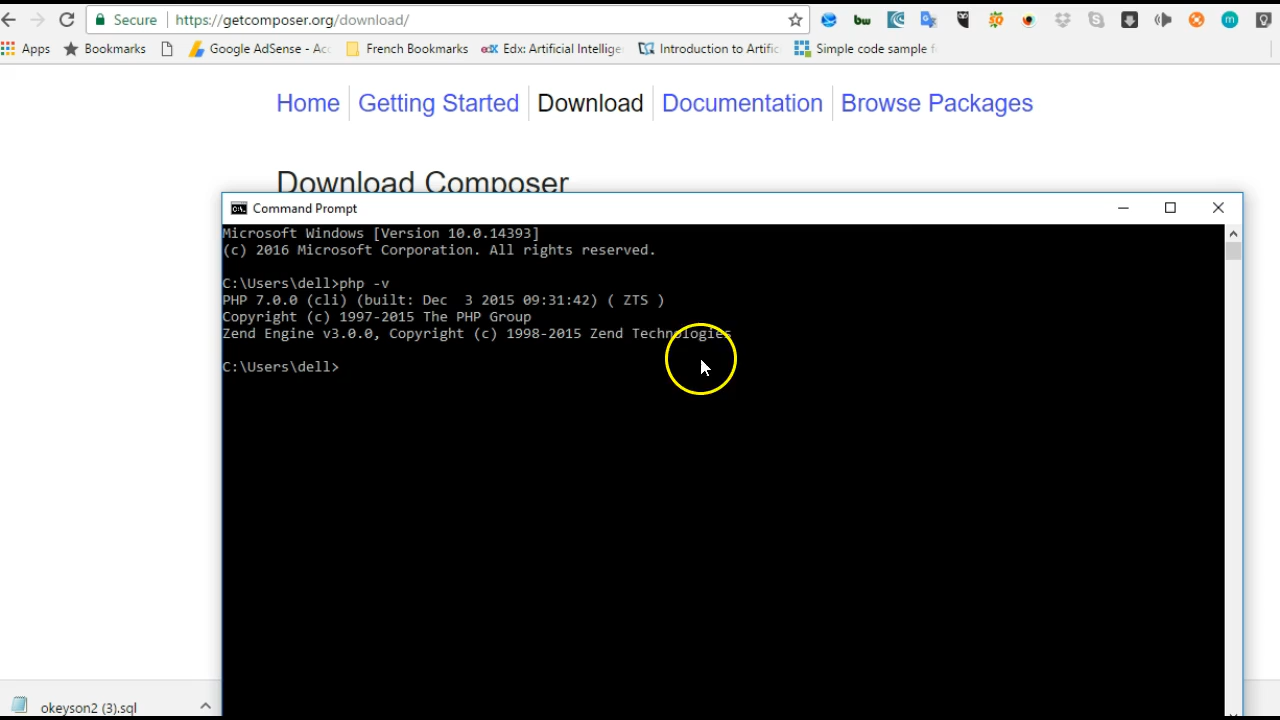 Secure https://getcomposer.org/download/
Apps Bookmarks Google AdSense - Acc French Bookmarks edX Edx: Artificial Intellige Introduction to Artific Simple code sample f
Home Getting Started Download Documentation Browse Packages
Download Composer
Command Prompt
Microsoft Windows [Version 10.0.14393]
(c) 2016 Microsoft Corporation. All rights reserved.
C:\Users\dell>php -v
PHP 7.0.0 (cli) (built: Dec  3 2015 09:31:42) ( ZTS )
Copyright (c) 1997-2015 The PHP Group
Zend Engine v3.0.0, Copyright (c) 1998-2015 Zend Technologies
C:\Users\dell>
okeyson2 (3).sql